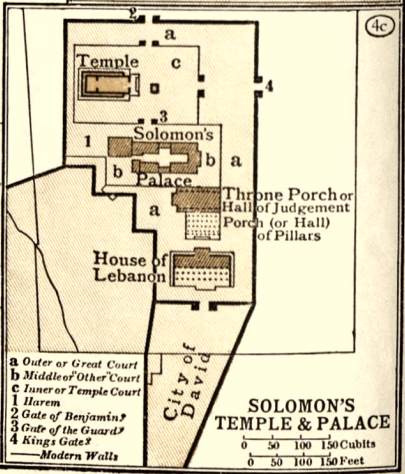 4c
2
a
Temple
c
4
3
1
Solomon's
b
a
b
Palace
a
Throne Porch or
Hall of Judgement
Porch (or Hall)
of Pillars
House of
Lebanon
City of
David
a Outer or Great Court
b Middle or "Other" Court
c Inner or Temple Court
1 Harem
2 Gate of Benjamin?
3 Gate of the Guard?
4 Kings Gate?
Modern Walls
SOLOMON'S
TEMPLE & PALACE
0 50 100 150 Cubits
0 50 100 150 Feet